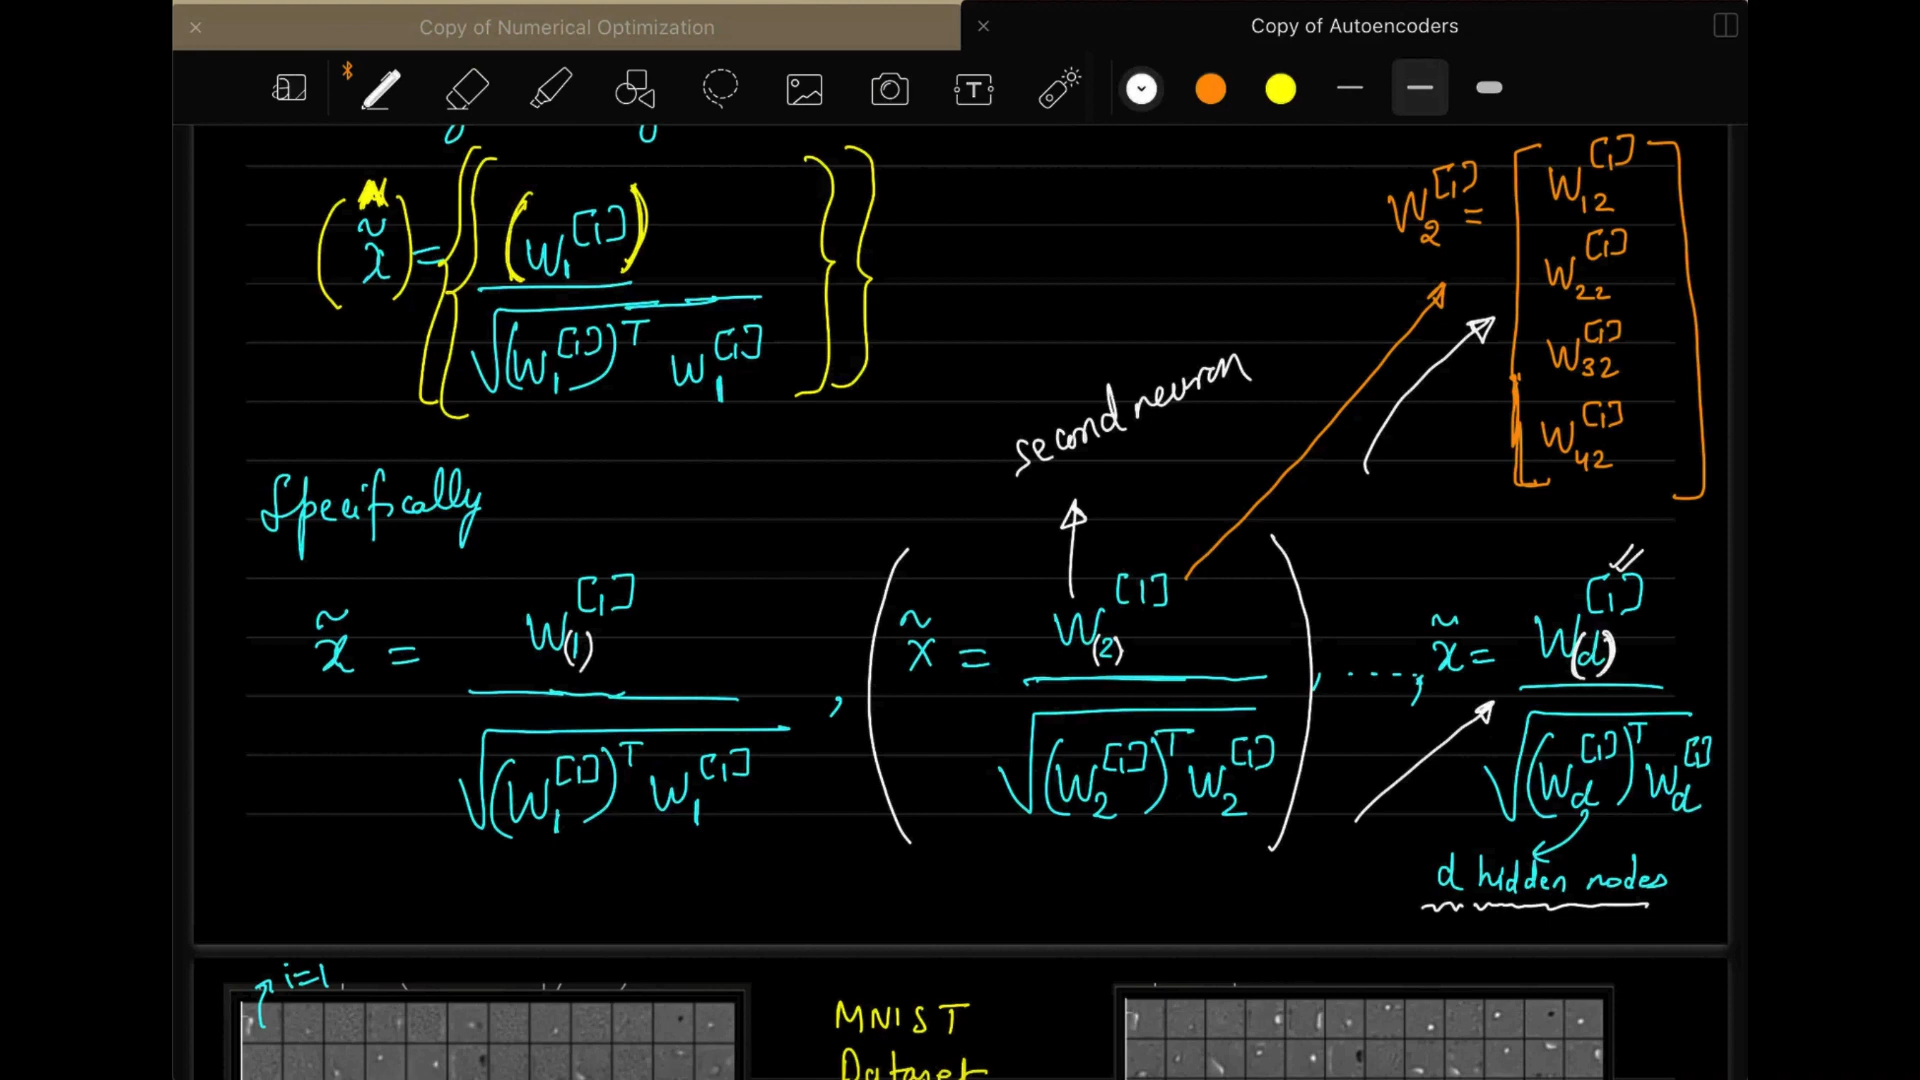 Copy of Numerical Optimization
Copy of Autoencoders
(x̃) = { { (W₁^[1]) / √((W₁^[1])ᵀ W₁^[1]) } }
W₂^[1] = [ W₁₂^[1]
W₂₂^[1]
W₃₂^[1]
W₄₂^[1] ]
second neuron
Specifically
x̃ = W₍₁₎^[1] / √((W₁^[1])ᵀ W₁^[1]) , ( x̃ = W₍₂₎^[1] / √((W₂^[1])ᵀ W₂^[1]) ) , ...., x̃ = W₍d₎^[1] / √((W_d^[1])ᵀ W_d^[1])
d hidden nodes
i=1
MNIST
Dataset